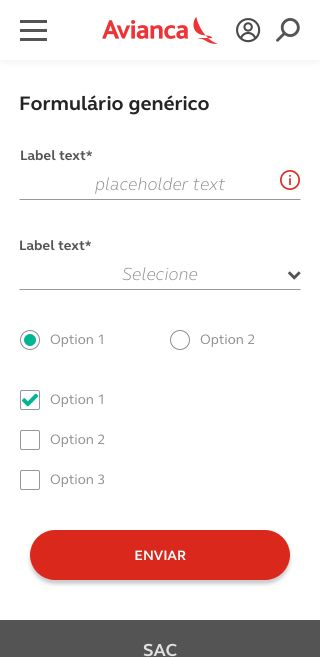 Avianca
Formulário genérico
Label text*
placeholder text
Label text*
Selecione
Option 1
Option 2
Option 1
Option 2
Option 3
ENVIAR
SAC